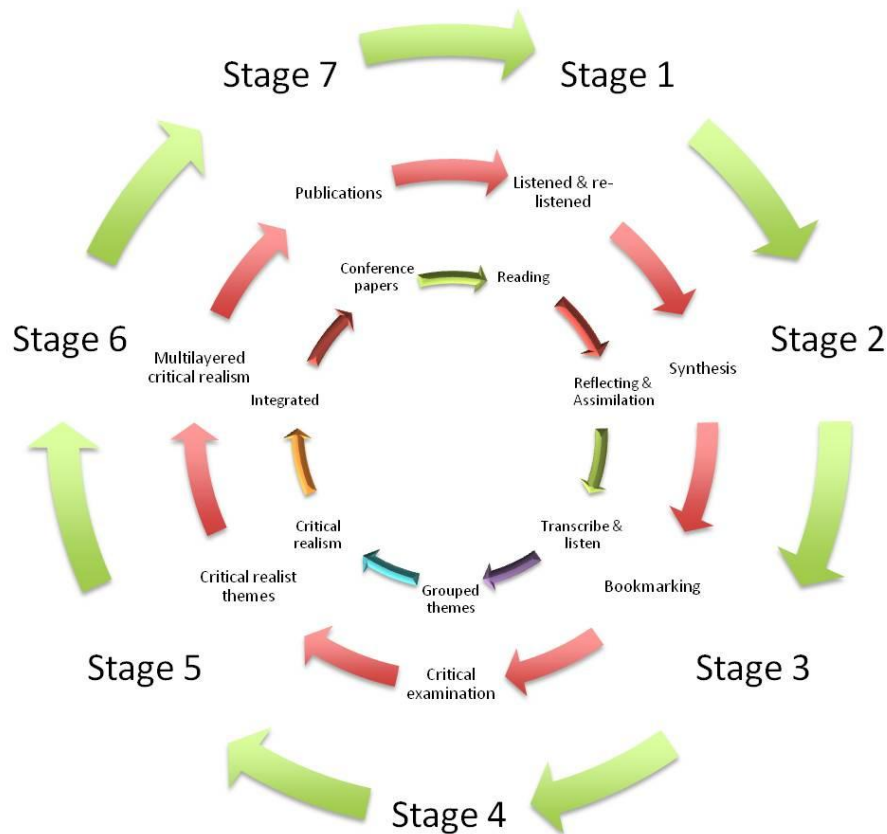 Stage 7
Stage 1
Publications
Listened & re-
listened
Conference
papers
Reading
Stage 6
Stage 2
Multilayered
critical realism
Synthesis
Integrated
Reflecting &
Assimilation
Critical
realism
Transcribe &
listen
Critical realist
themes
Grouped
themes
Bookmarking
Stage 5
Critical
examination
Stage 3
Stage 4